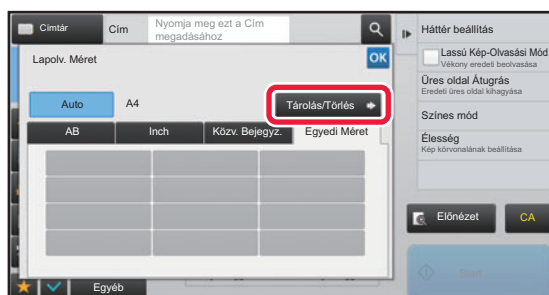 Címtár
Cím
Nyomja meg ezt a Cím
megadásához
Lapolv. Méret
OK
Auto
A4
Tárolás/Törlés
AB
Inch
Közv. Bejegyz.
Egyedi Méret
Egyéb
Háttér beállítás
Lassú Kép-Olvasási Mód
Vékony eredeti beolvasása
Üres oldal Átugrás
Eredeti üres oldal kihagyása
Színes mód
Élesség
Kép körvonalának beállítása
Előnézet
CA